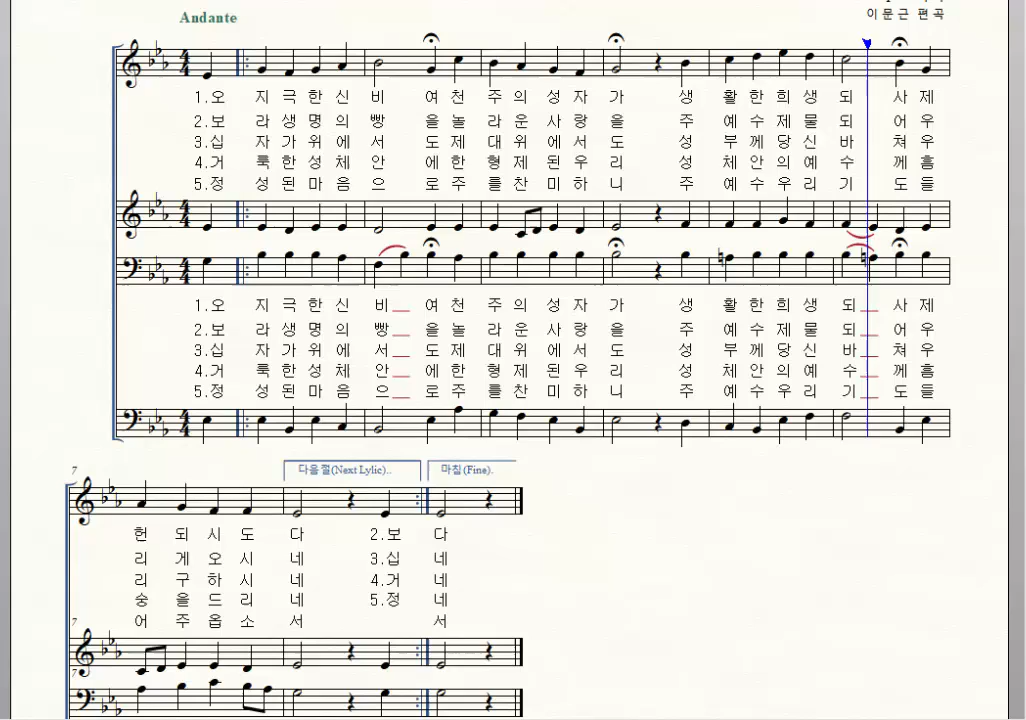 이 문 근 편 곡
Andante
1.오 지 극 한 신 비 여 천 주 의 성 자 가 생 활 한 희 생 되 사 제
2.보 라 생 명 의 빵 을 놀 라 운 사 랑 을 주 예 수 제 물 되 어 우
3.십 자 가 위 에 서 도 제 대 위 에 서 도 성 부 께 당 신 바 쳐 우
4.거 룩 한 성 체 안 에 한 형 제 된 우 리 성 체 안 의 예 수 께 흠
5.정 성 된 마 음 으 로 주 를 찬 미 하 니 주 예 수 우 리 기 도 들
1.오 지 극 한 신 비 여 천 주 의 성 자 가 생 활 한 희 생 되 사 제
2.보 라 생 명 의 빵 을 놀 라 운 사 랑 을 주 예 수 제 물 되 어 우
3.십 자 가 위 에 서 도 제 대 위 에 서 도 성 부 께 당 신 바 쳐 우
4.거 룩 한 성 체 안 에 한 형 제 된 우 리 성 체 안 의 예 수 께 흠
5.정 성 된 마 음 으 로 주 를 찬 미 하 니 주 예 수 우 리 기 도 들
7
다음절(Next Lylic).. 마침(Fine).
헌 되 시 도 다 2.보 다
리 게 오 시 네 3.십 네
리 구 하 시 네 4.거 네
숭 을 드 리 네 5.정 네
어 주 옵 소 서 서
7
7